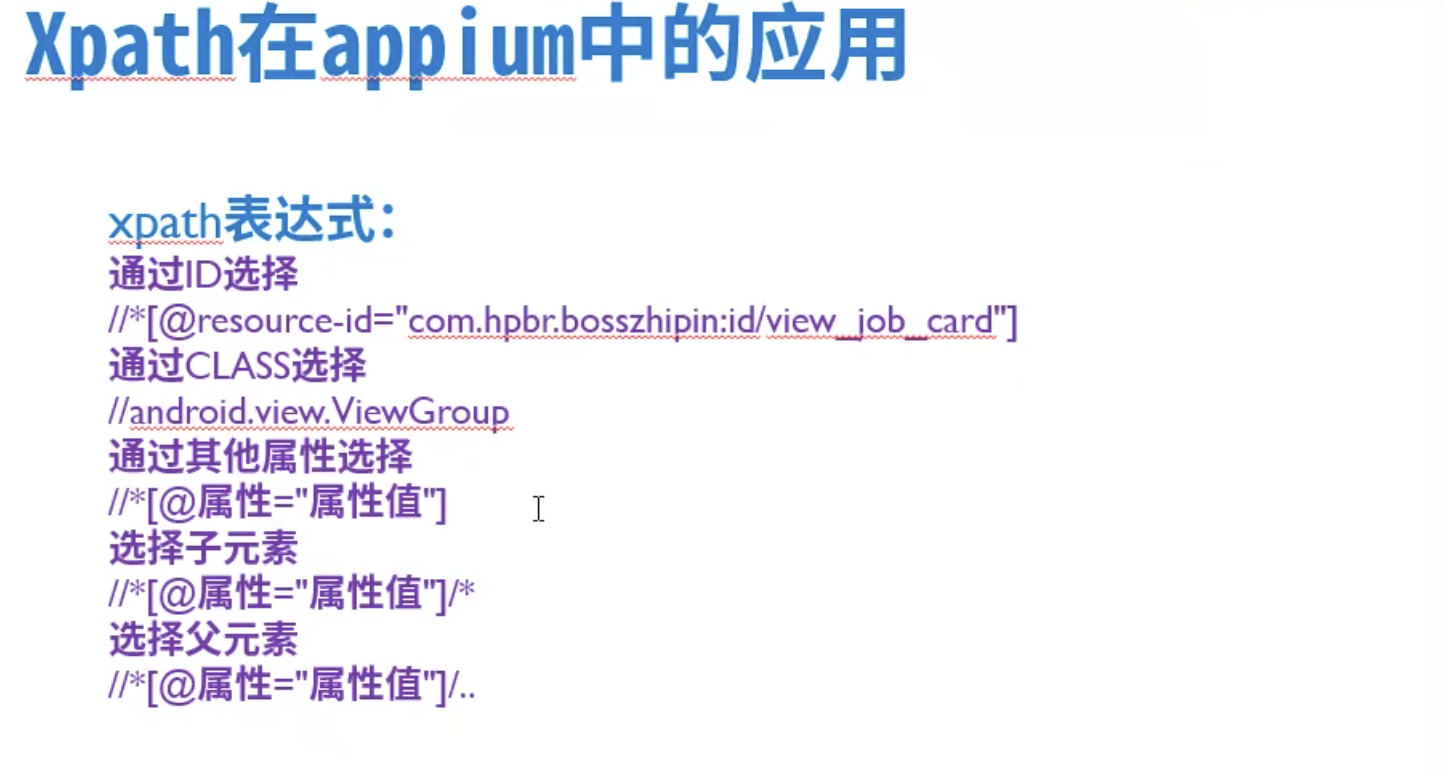 Xpath在appium中的应用
xpath表达式：
通过ID选择
//*[@resource-id="com.hpbr.bosszhipin:id/view_job_card"]
通过CLASS选择
//android.view.ViewGroup
通过其他属性选择
//*[@属性="属性值"]
选择子元素
//*[@属性="属性值"]/*
选择父元素
//*[@属性="属性值"]/..